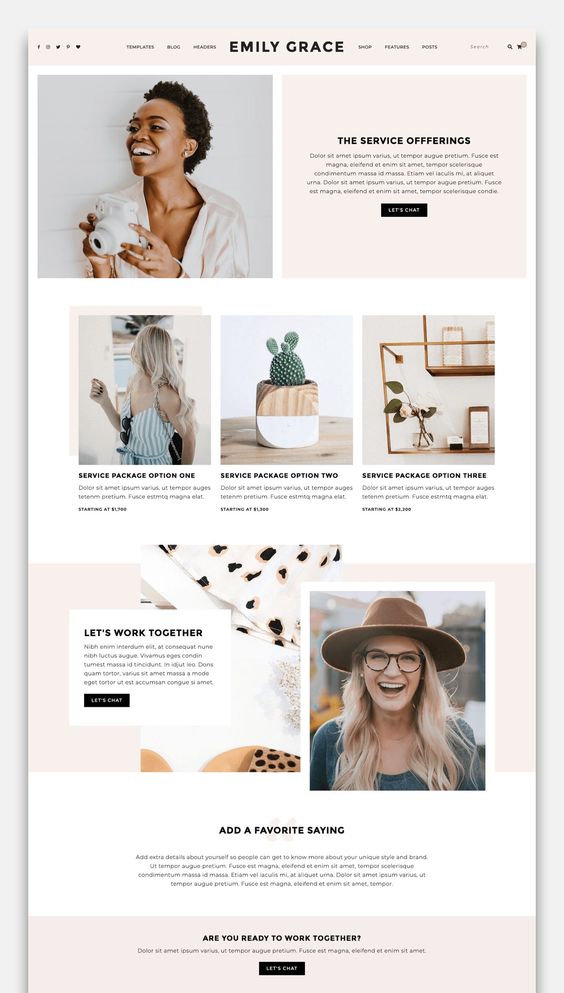 TEMPLATES BLOG HEADERS EMILY GRACE SHOP FEATURES POSTS Search
THE SERVICE OFFFERINGS
Dolor sit amet ipsum varius, ut tempor augue pretium. Fusce est
magna, eleifend et enim sit amet, tempor scelerisque
condimentum massa id massa. Etiam vel iaculis mi, at aliquet
urna. Dolor sit amet ipsum varius, ut tempor augue pretium.
Fusce est magna, eleifend et enim sit amet, tempor scelerisque condie.
LET'S CHAT
SERVICE PACKAGE OPTION ONE
Dolor sit amet ipsum varius, ut tempor auges
tetenm pretium. Fusce estmtq magna elat.
STARTING AT $1,700
SERVICE PACKAGE OPTION TWO
Dolor sit amet ipsum varius, ut tempor auges
tetenm pretium. Fusce estmtq magna elat.
STARTING AT $1,300
SERVICE PACKAGE OPTION THREE
Dolor sit amet ipsum varius, ut tempor auges
tetenm pretium. Fusce estmtq magna elat.
STARTING AT $2,200
LET'S WORK TOGETHER
Nibh enim interdum elit, at consequat nunc
nibh luctus augue. Vivamus eges condin
tumest massa id tincidunt. In idjut leo. Dons
quam tortor, varius sit amet massa a mode
eget tortor ut est accumsan congue si amet.
LET'S CHAT
ADD A FAVORITE SAYING
Add extra details about yourself so people can get to know more about your unique style and brand.
Ut tempor augue pretium. Fusce est magna, eleifend et enim sit amet, tempor scelerisque
condimentum massa id massa. Etiam vel iaculis mi, at aliquet urna. Dolor sit amet ipsum varius, ut
tempor augue pretium. Fusce est magna, eleifend et enim sit amet, tempor.
ARE YOU READY TO WORK TOGETHER?
Dolor sit amet ipsum varius, ut tempor augue pretium. Fusce est magna, eleifend et enim sit amet.
LET'S CHAT